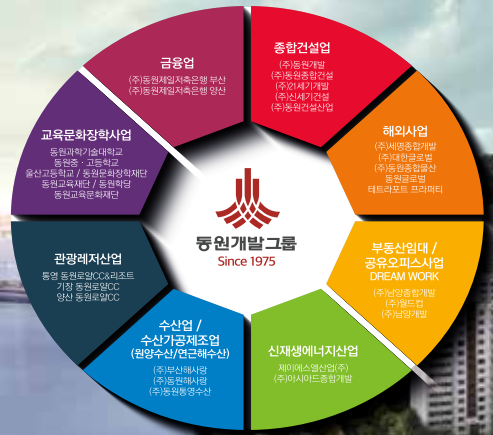 종합건설업
(주)동원개발
(주)동원종합건설
(주)21세기개발
(주)신세기건설
(주)동원건설산업
해외사업
(주)세명종합개발
(주)대한글로벌
(주)동원종합물산
동원글로벌
테트라포트 프라퍼티
부동산임대 /
공유오피스사업
DREAM WORK
(주)남양종합개발
(주)월드컵
(주)남양개발
신재생에너지산업
제이에스엘산업(주)
(주)아시아드종합개발
수산업 /
수산가공제조업
(원양수산/연근해수산)
(주)부산해사랑
(주)동원해사랑
(주)동원통영수산
관광레저산업
통영 동원로얄CC&리조트
기장 동원로얄CC
양산 동원로얄CC
교육문화장학사업
동원과학기술대학교
동원중·고등학교
울산고등학교 / 동원문화장학재단
동원교육재단 / 동원학당
동원교육문화재단
금융업
(주)동원제일저축은행 부산
(주)동원제일저축은행 양산
동원개발그룹
Since 1975